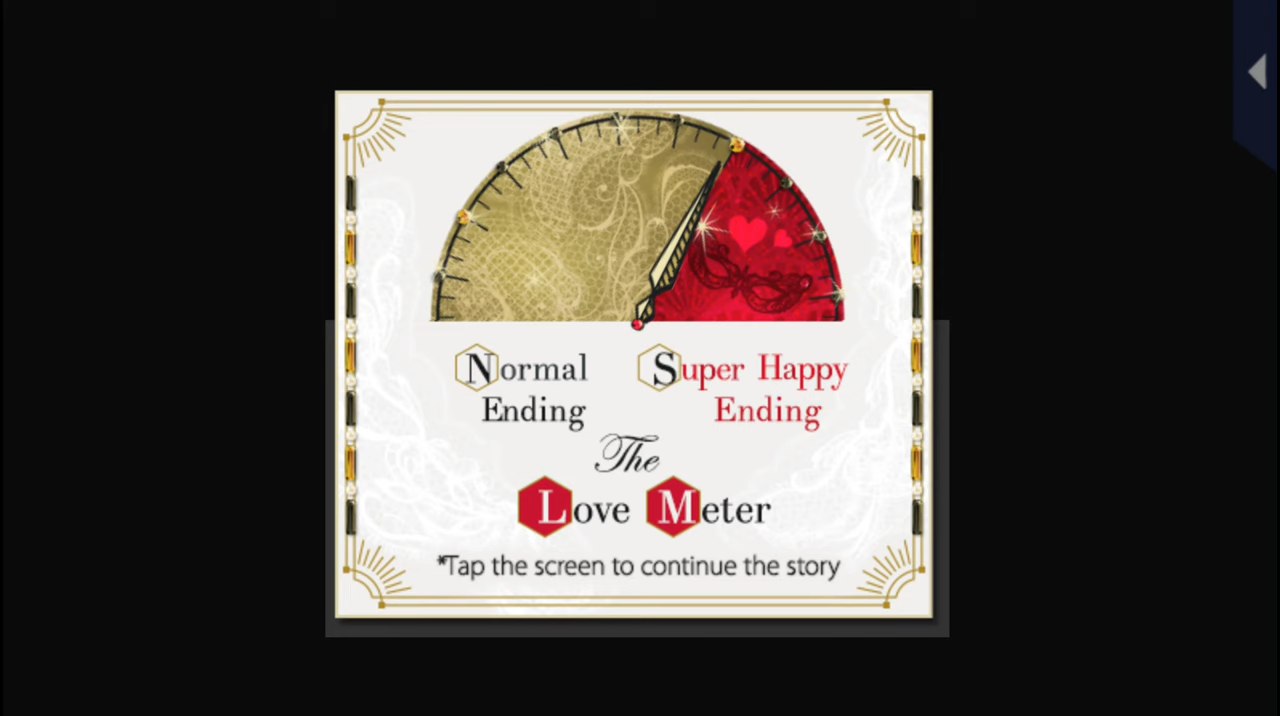 Normal Super Happy
Ending Ending
The
Love Meter
*Tap the screen to continue the story